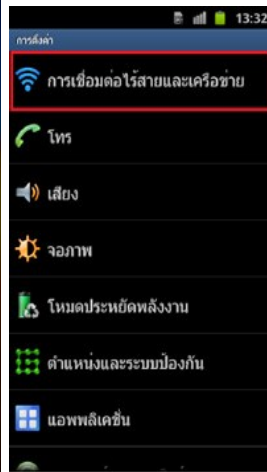 13:32
การตั้งค่า
การเชื่อมต่อไร้สายและเครือข่าย
โทร
เสียง
จอภาพ
โหมดประหยัดพลังงาน
ตำแหน่งและระบบป้องกัน
แอพพลิเคชั่น